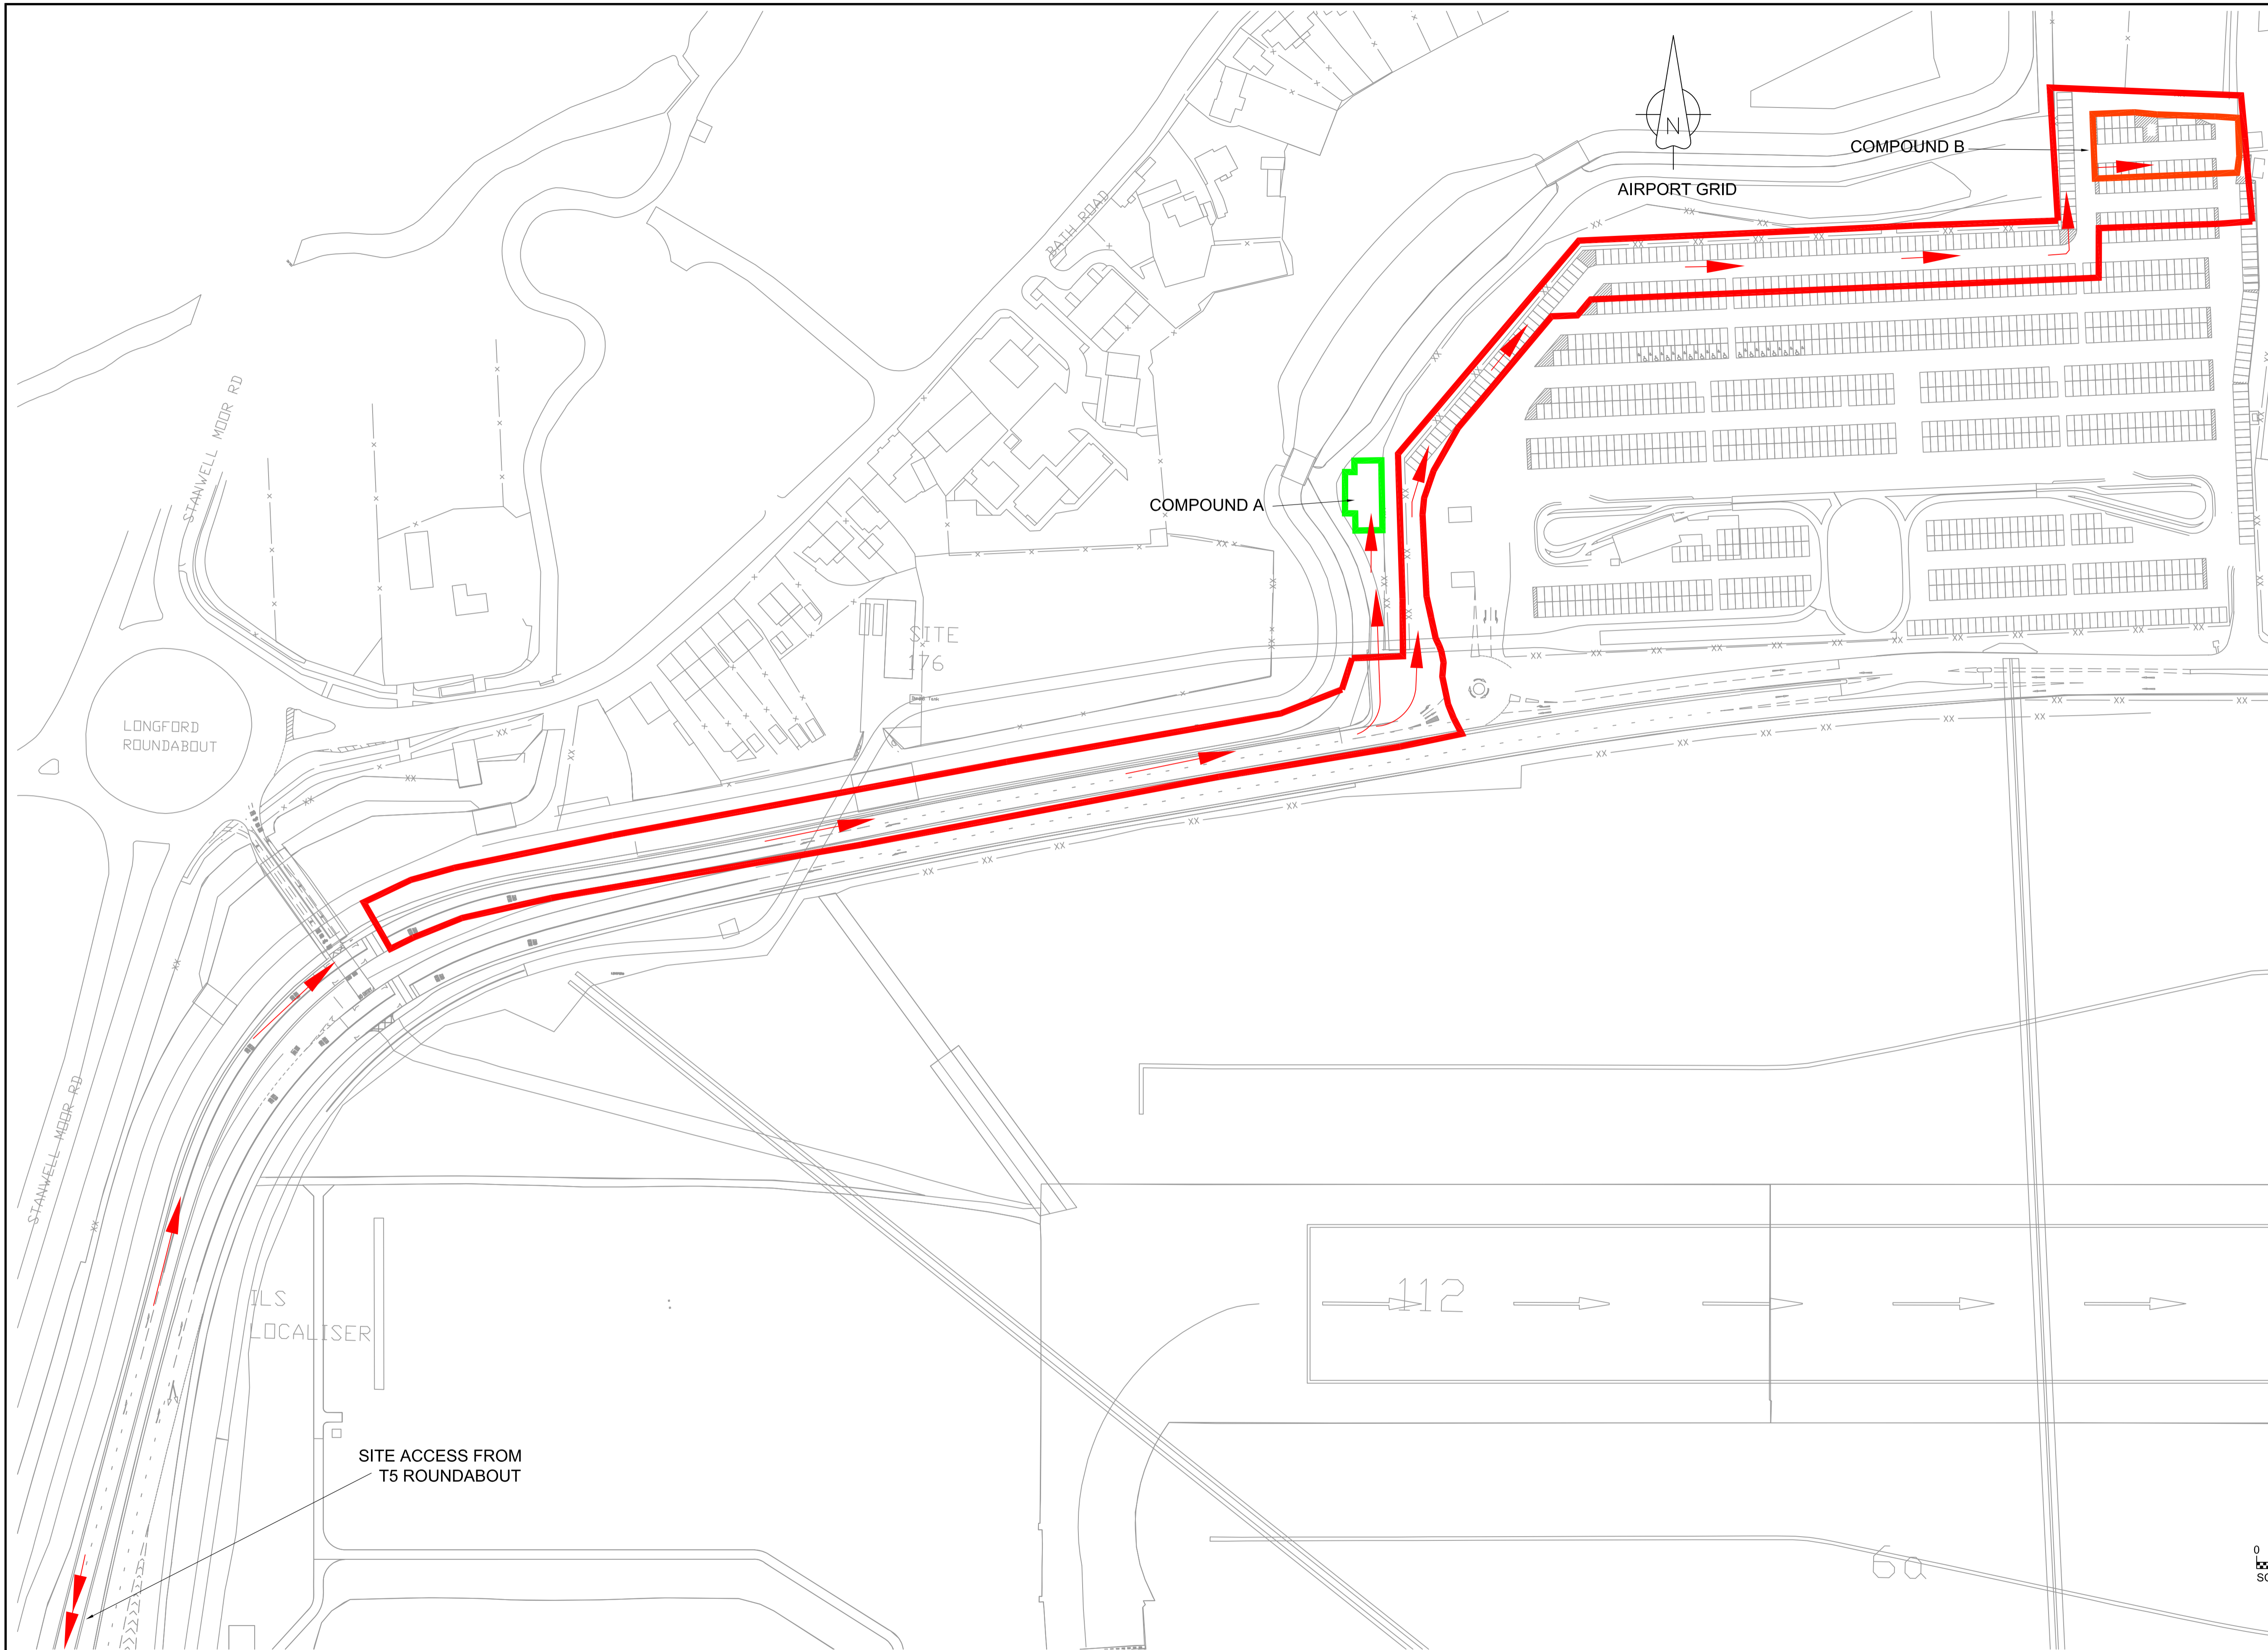 BATH ROAD
N
AIRPORT GRID
COMPOUND B
STANWELL MOOR RD
COMPOUND A
SITE
176
LONGFORD
ROUNDABOUT
STANWELL MOOR RD
ILS
LOCALISER
112
SITE ACCESS FROM
T5 ROUNDABOUT
0